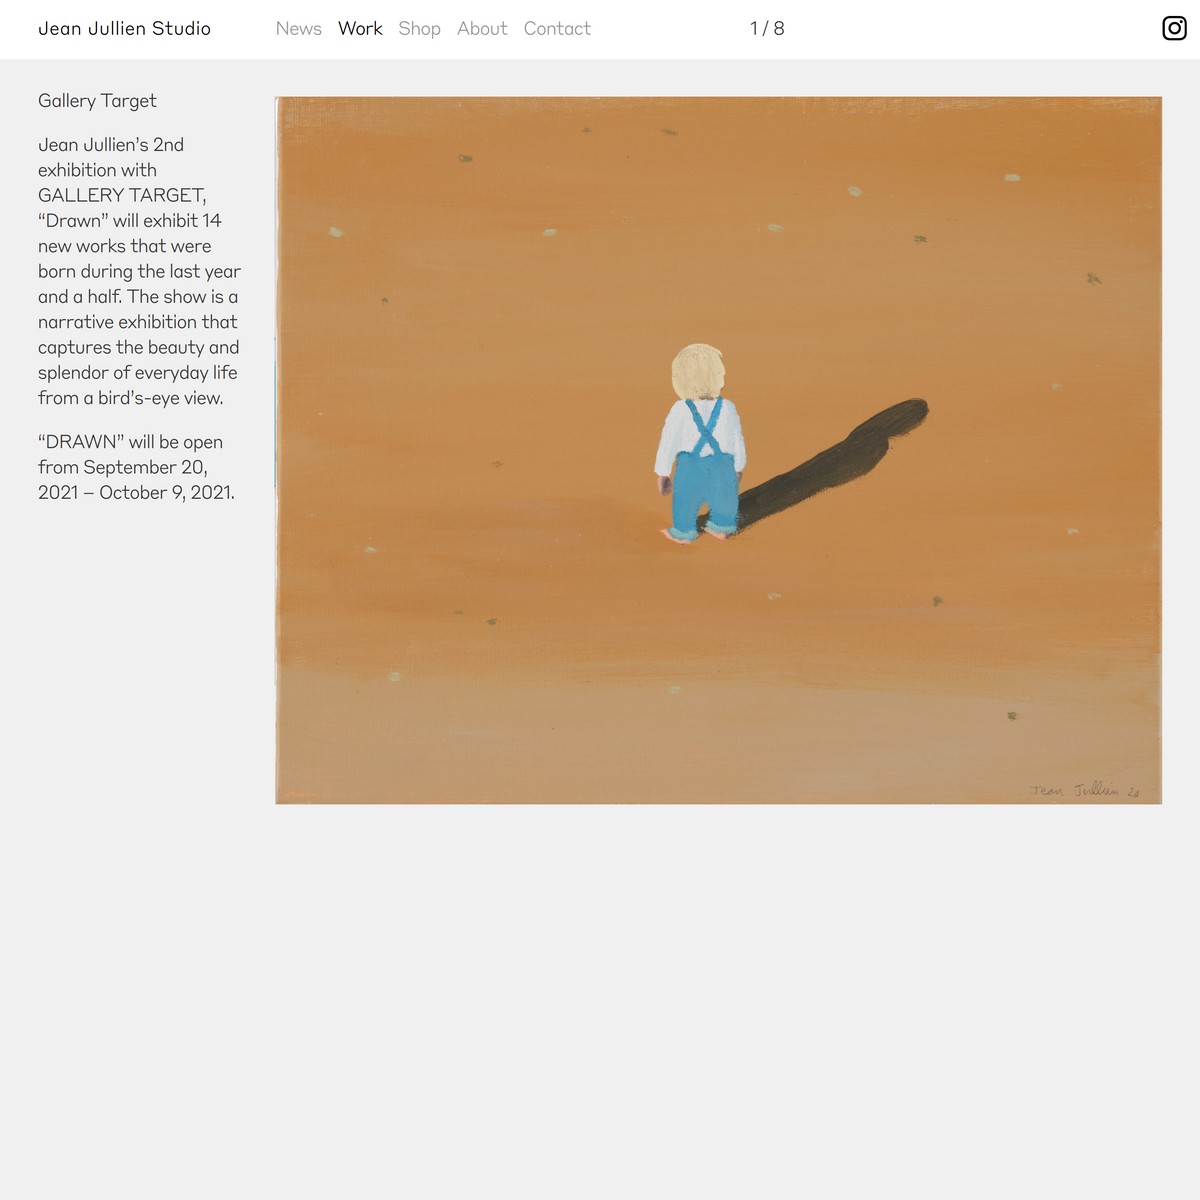 Jean Jullien Studio
News Work Shop About Contact
1 / 8
Gallery Target
Jean Jullien’s 2nd
exhibition with
GALLERY TARGET,
“Drawn” will exhibit 14
new works that were
born during the last year
and a half. The show is a
narrative exhibition that
captures the beauty and
splendor of everyday life
from a bird’s-eye view.
“DRAWN” will be open
from September 20,
2021 – October 9, 2021.
Jean Jullien